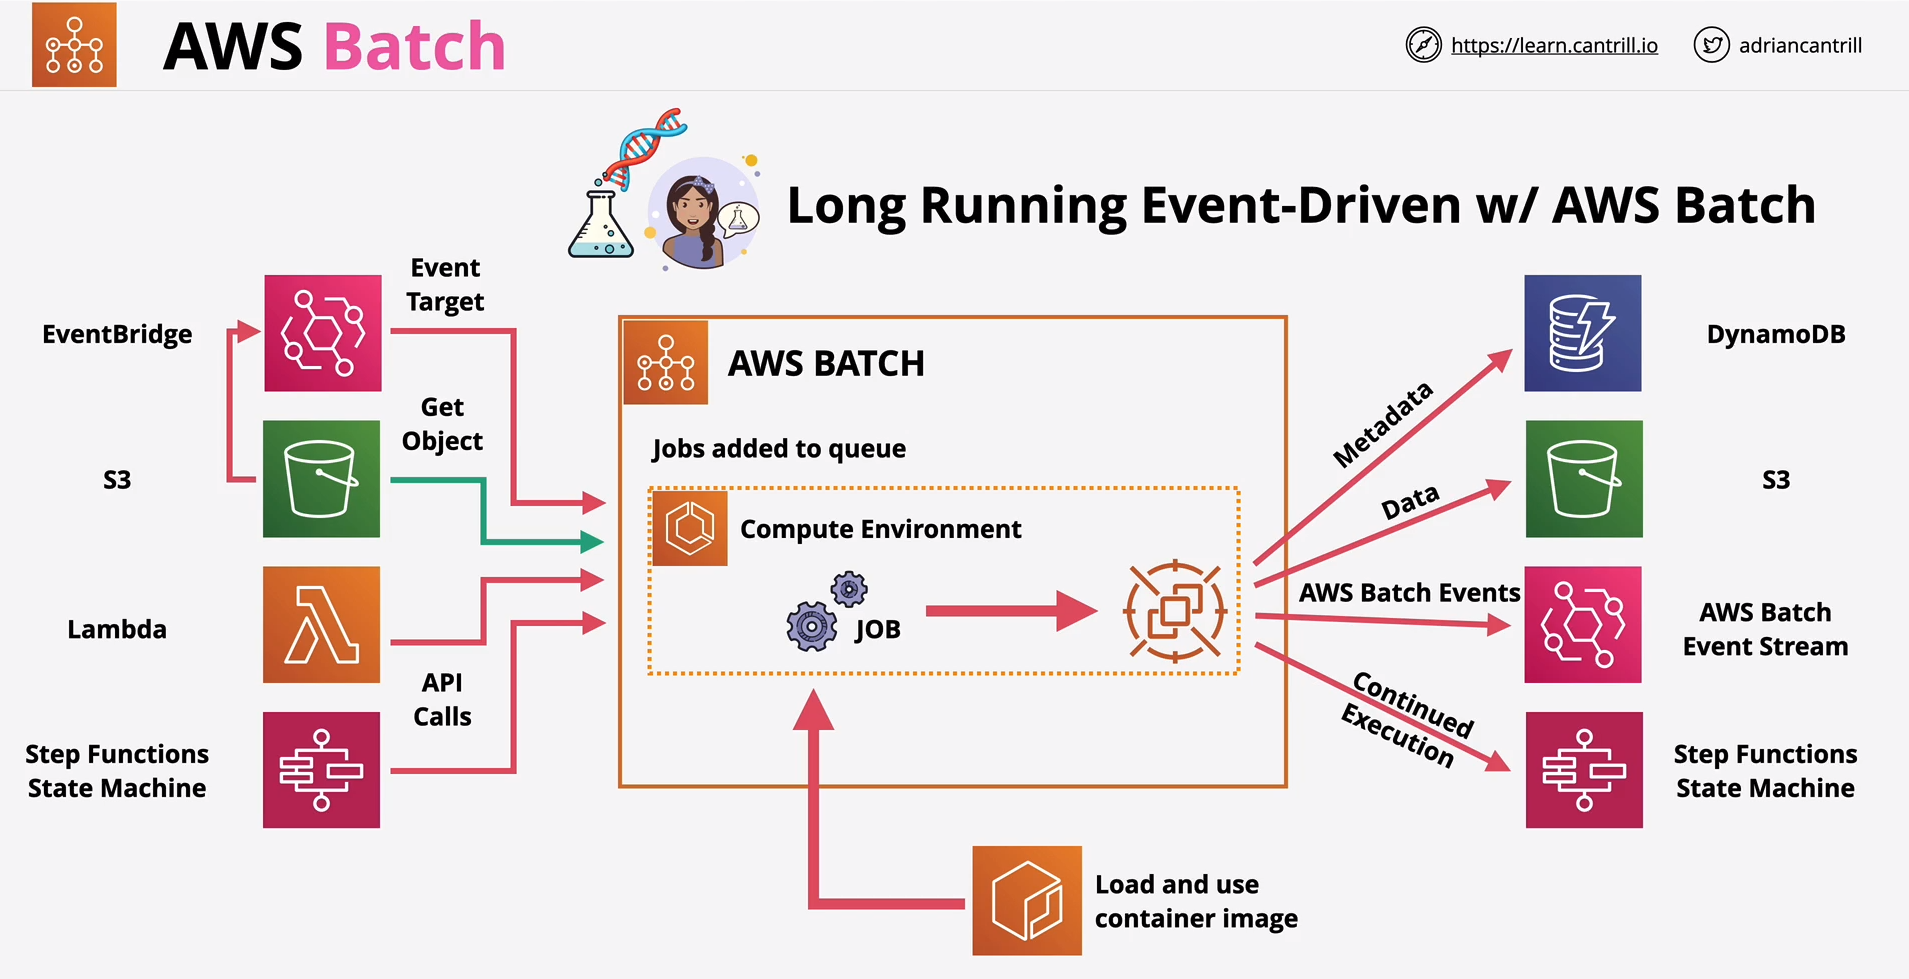 AWS Batch
https://learn.cantrill.io
adriancantrill
Long Running Event-Driven w/ AWS Batch
EventBridge
Event
Target
S3
Get
Object
Lambda
API
Calls
Step Functions
State Machine
AWS BATCH
Jobs added to queue
Compute Environment
JOB
Load and use
container image
Metadata
Data
AWS Batch Events
Continued
Execution
DynamoDB
S3
AWS Batch
Event Stream
Step Functions
State Machine